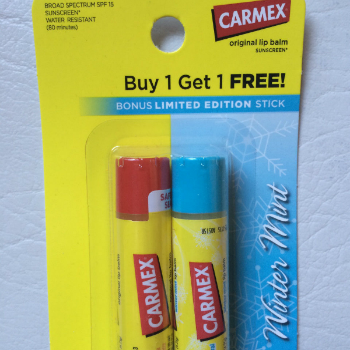 BROAD SPECTRUM SPF 15
SUNSCREEN*
WATER RESISTANT
(80 minutes)
CARMEX
original lip balm
SUNSCREEN*
Buy 1 Get 1 FREE!
BONUS LIMITED EDITION STICK
Winter Mint
CARMEX
CARMEX